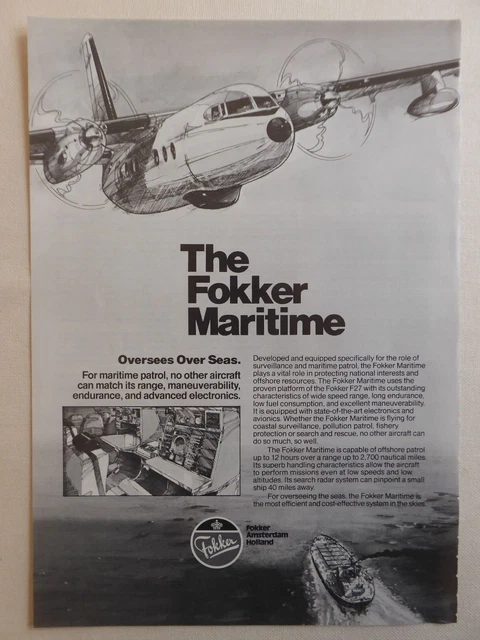 The
Fokker
Maritime
Oversees Over Seas.
For maritime patrol, no other aircraft
can match its range, maneuverability,
endurance, and advanced electronics.
Developed and equipped specifically for the role of
surveillance and maritime patrol, the Fokker Maritime
plays a vital role in protecting national interests and
offshore resources. The Fokker Maritime uses the
proven platform of the Fokker F27 with its outstanding
characteristics of wide speed range, long endurance,
low fuel consumption, and excellent maneuverability.
It is equipped with state-of-the-art electronics and
avionics. Whether the Fokker Maritime is flying for
coastal surveillance, pollution patrol, fishery
protection or search and rescue, no other aircraft can
do so much, so well.
The Fokker Maritime is capable of offshore patrol
up to 12 hours over a range up to 2,700 nautical miles.
Its superb handling characteristics allow the aircraft
to perform missions even at low speeds and low
altitudes. Its search radar system can pinpoint a small
ship 40 miles away.
For overseeing the seas, the Fokker Maritime is
the most efficient and cost-effective system in the skies.
Fokker
Fokker
Amsterdam
Holland